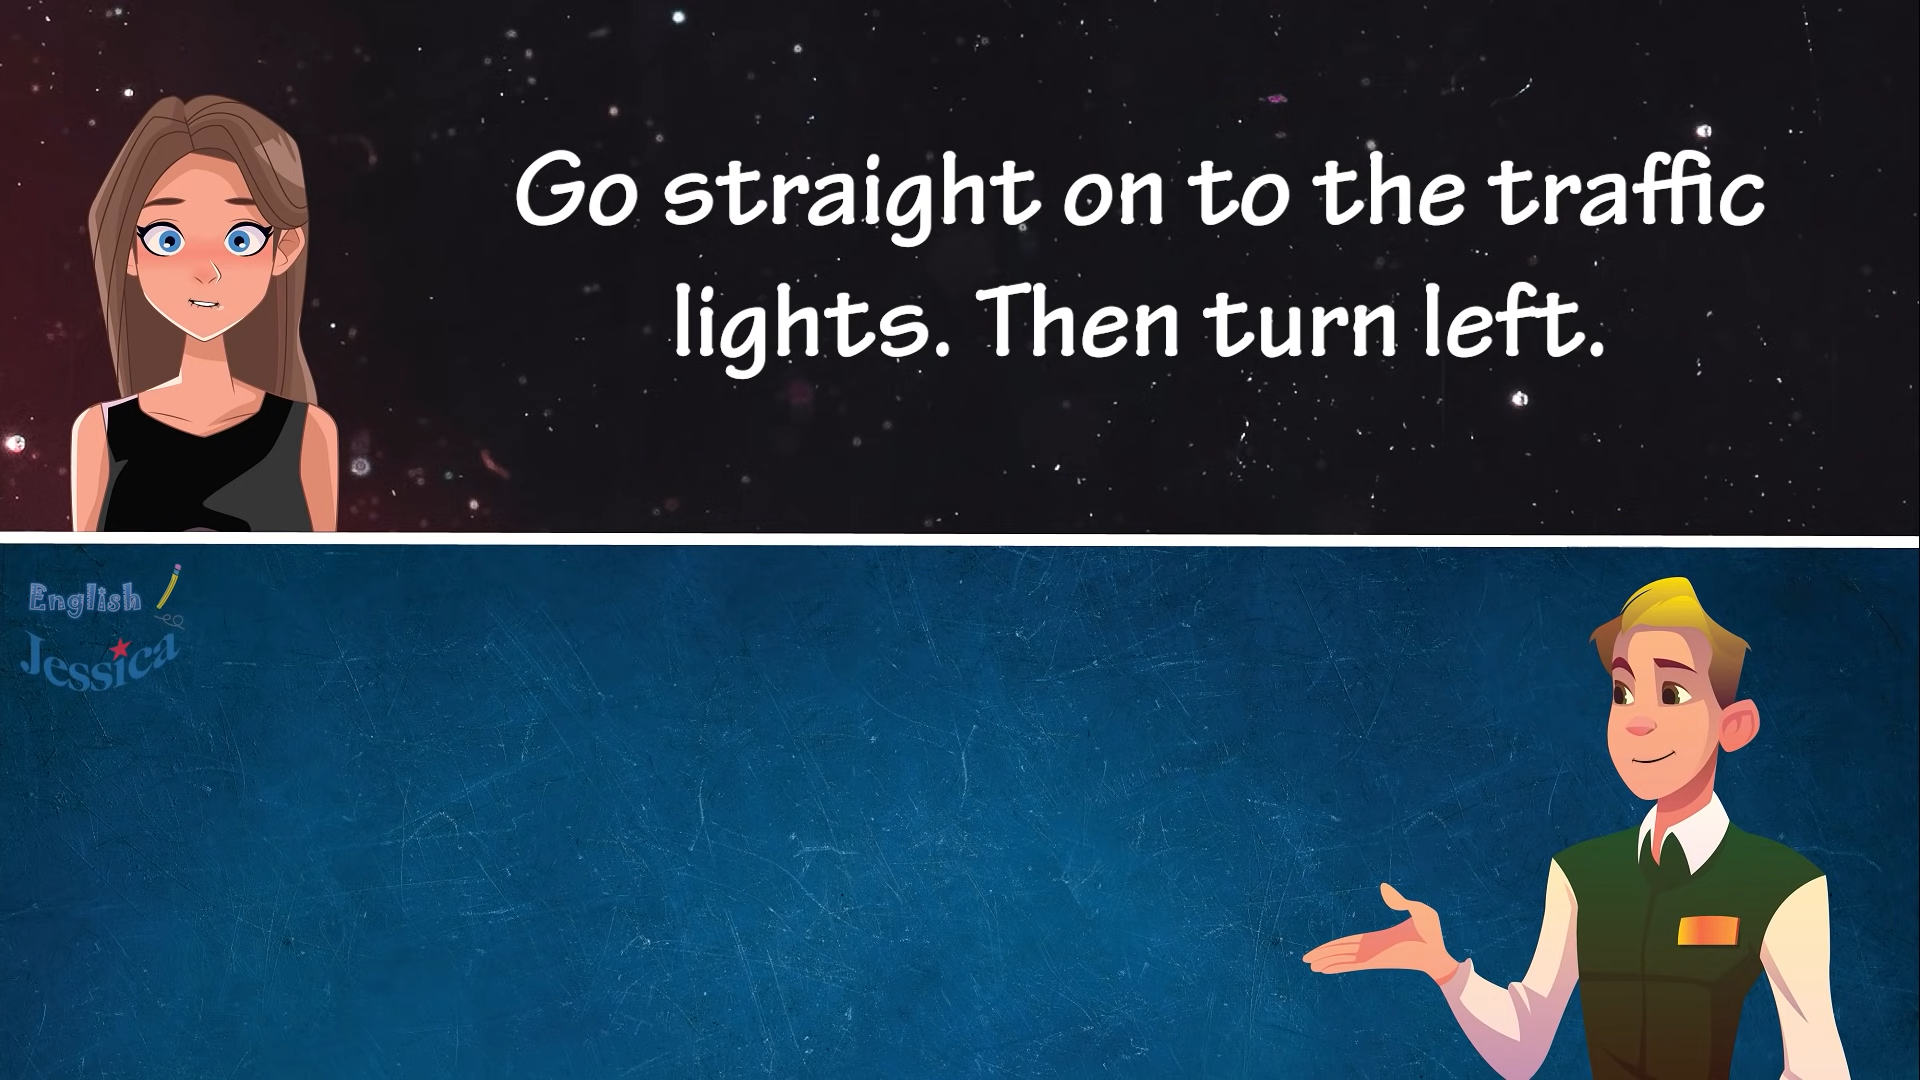 Go straight on to the traffic
lights. Then turn left.
English
Jessica